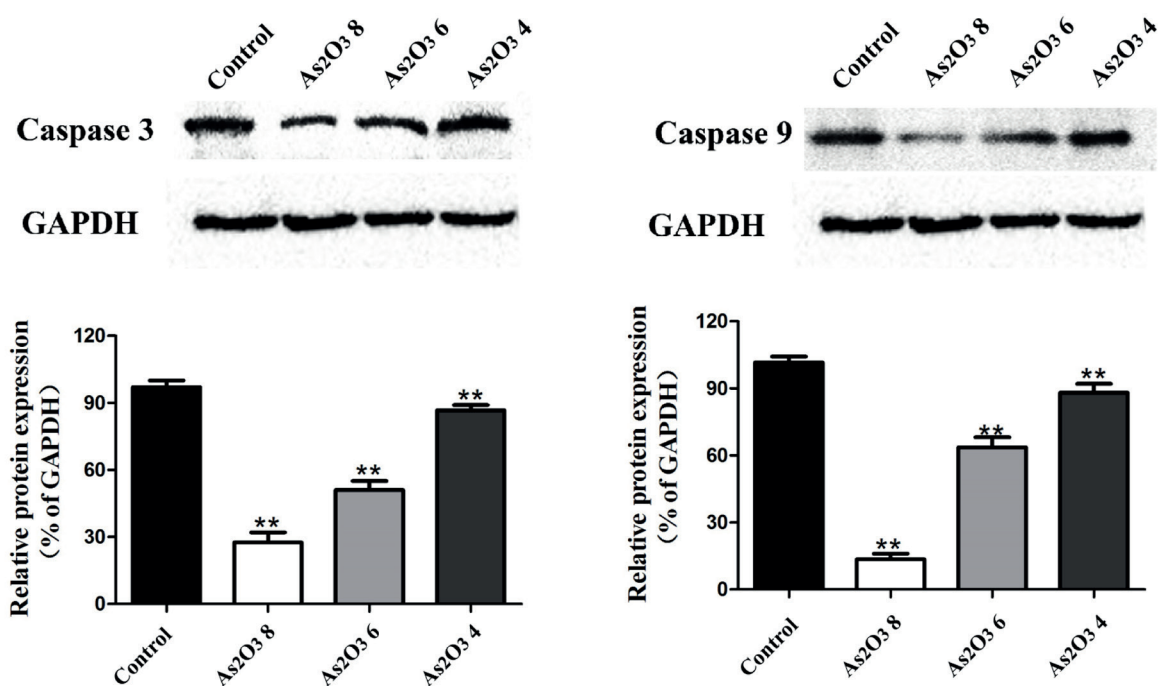 Control As₂O₃ 8 As₂O₃ 6 As₂O₃ 4
Caspase 3
GAPDH
Relative protein expression
(% of GAPDH)
120
90
60
30
0
**
**
**
Control As₂O₃ 8 As₂O₃ 6 As₂O₃ 4
Control As₂O₃ 8 As₂O₃ 6 As₂O₃ 4
Caspase 9
GAPDH
Relative protein expression
(% of GAPDH)
120
90
60
30
0
**
**
**
Control As₂O₃ 8 As₂O₃ 6 As₂O₃ 4